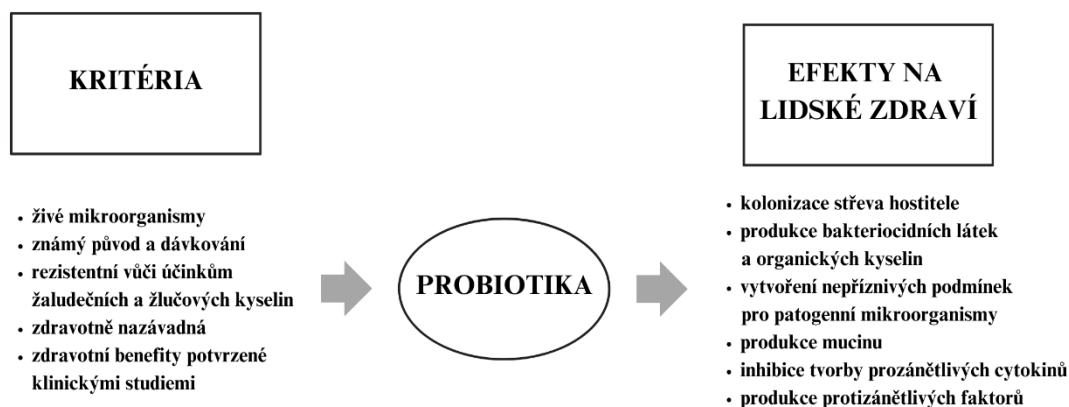 KRITÉRIA
• živé mikroorganismy
• známý původ a dávkování
• rezistentní vůči účinkům
žaludečních a žlučových kyselin
• zdravotně nazávadná
• zdravotní benefity potvrzené
klinickými studiemi
PROBIOTIKA
EFEKTY NA
LIDSKÉ ZDRAVÍ
• kolonizace střeva hostitele
• produkce bakteriocidních látek
a organických kyselin
• vytvoření nepříznivých podmínek
pro patogenní mikroorganismy
• produkce mucinu
• inhibice tvorby prozánětlivých cytokinů
• produkce protizánětlivých faktorů